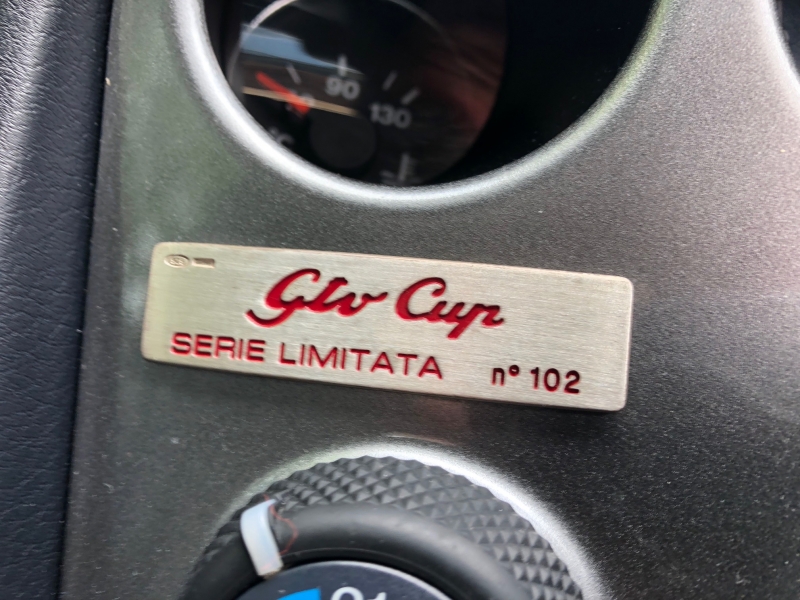 90
130
°C
Gtv Cup
SERIE LIMITATA n° 102